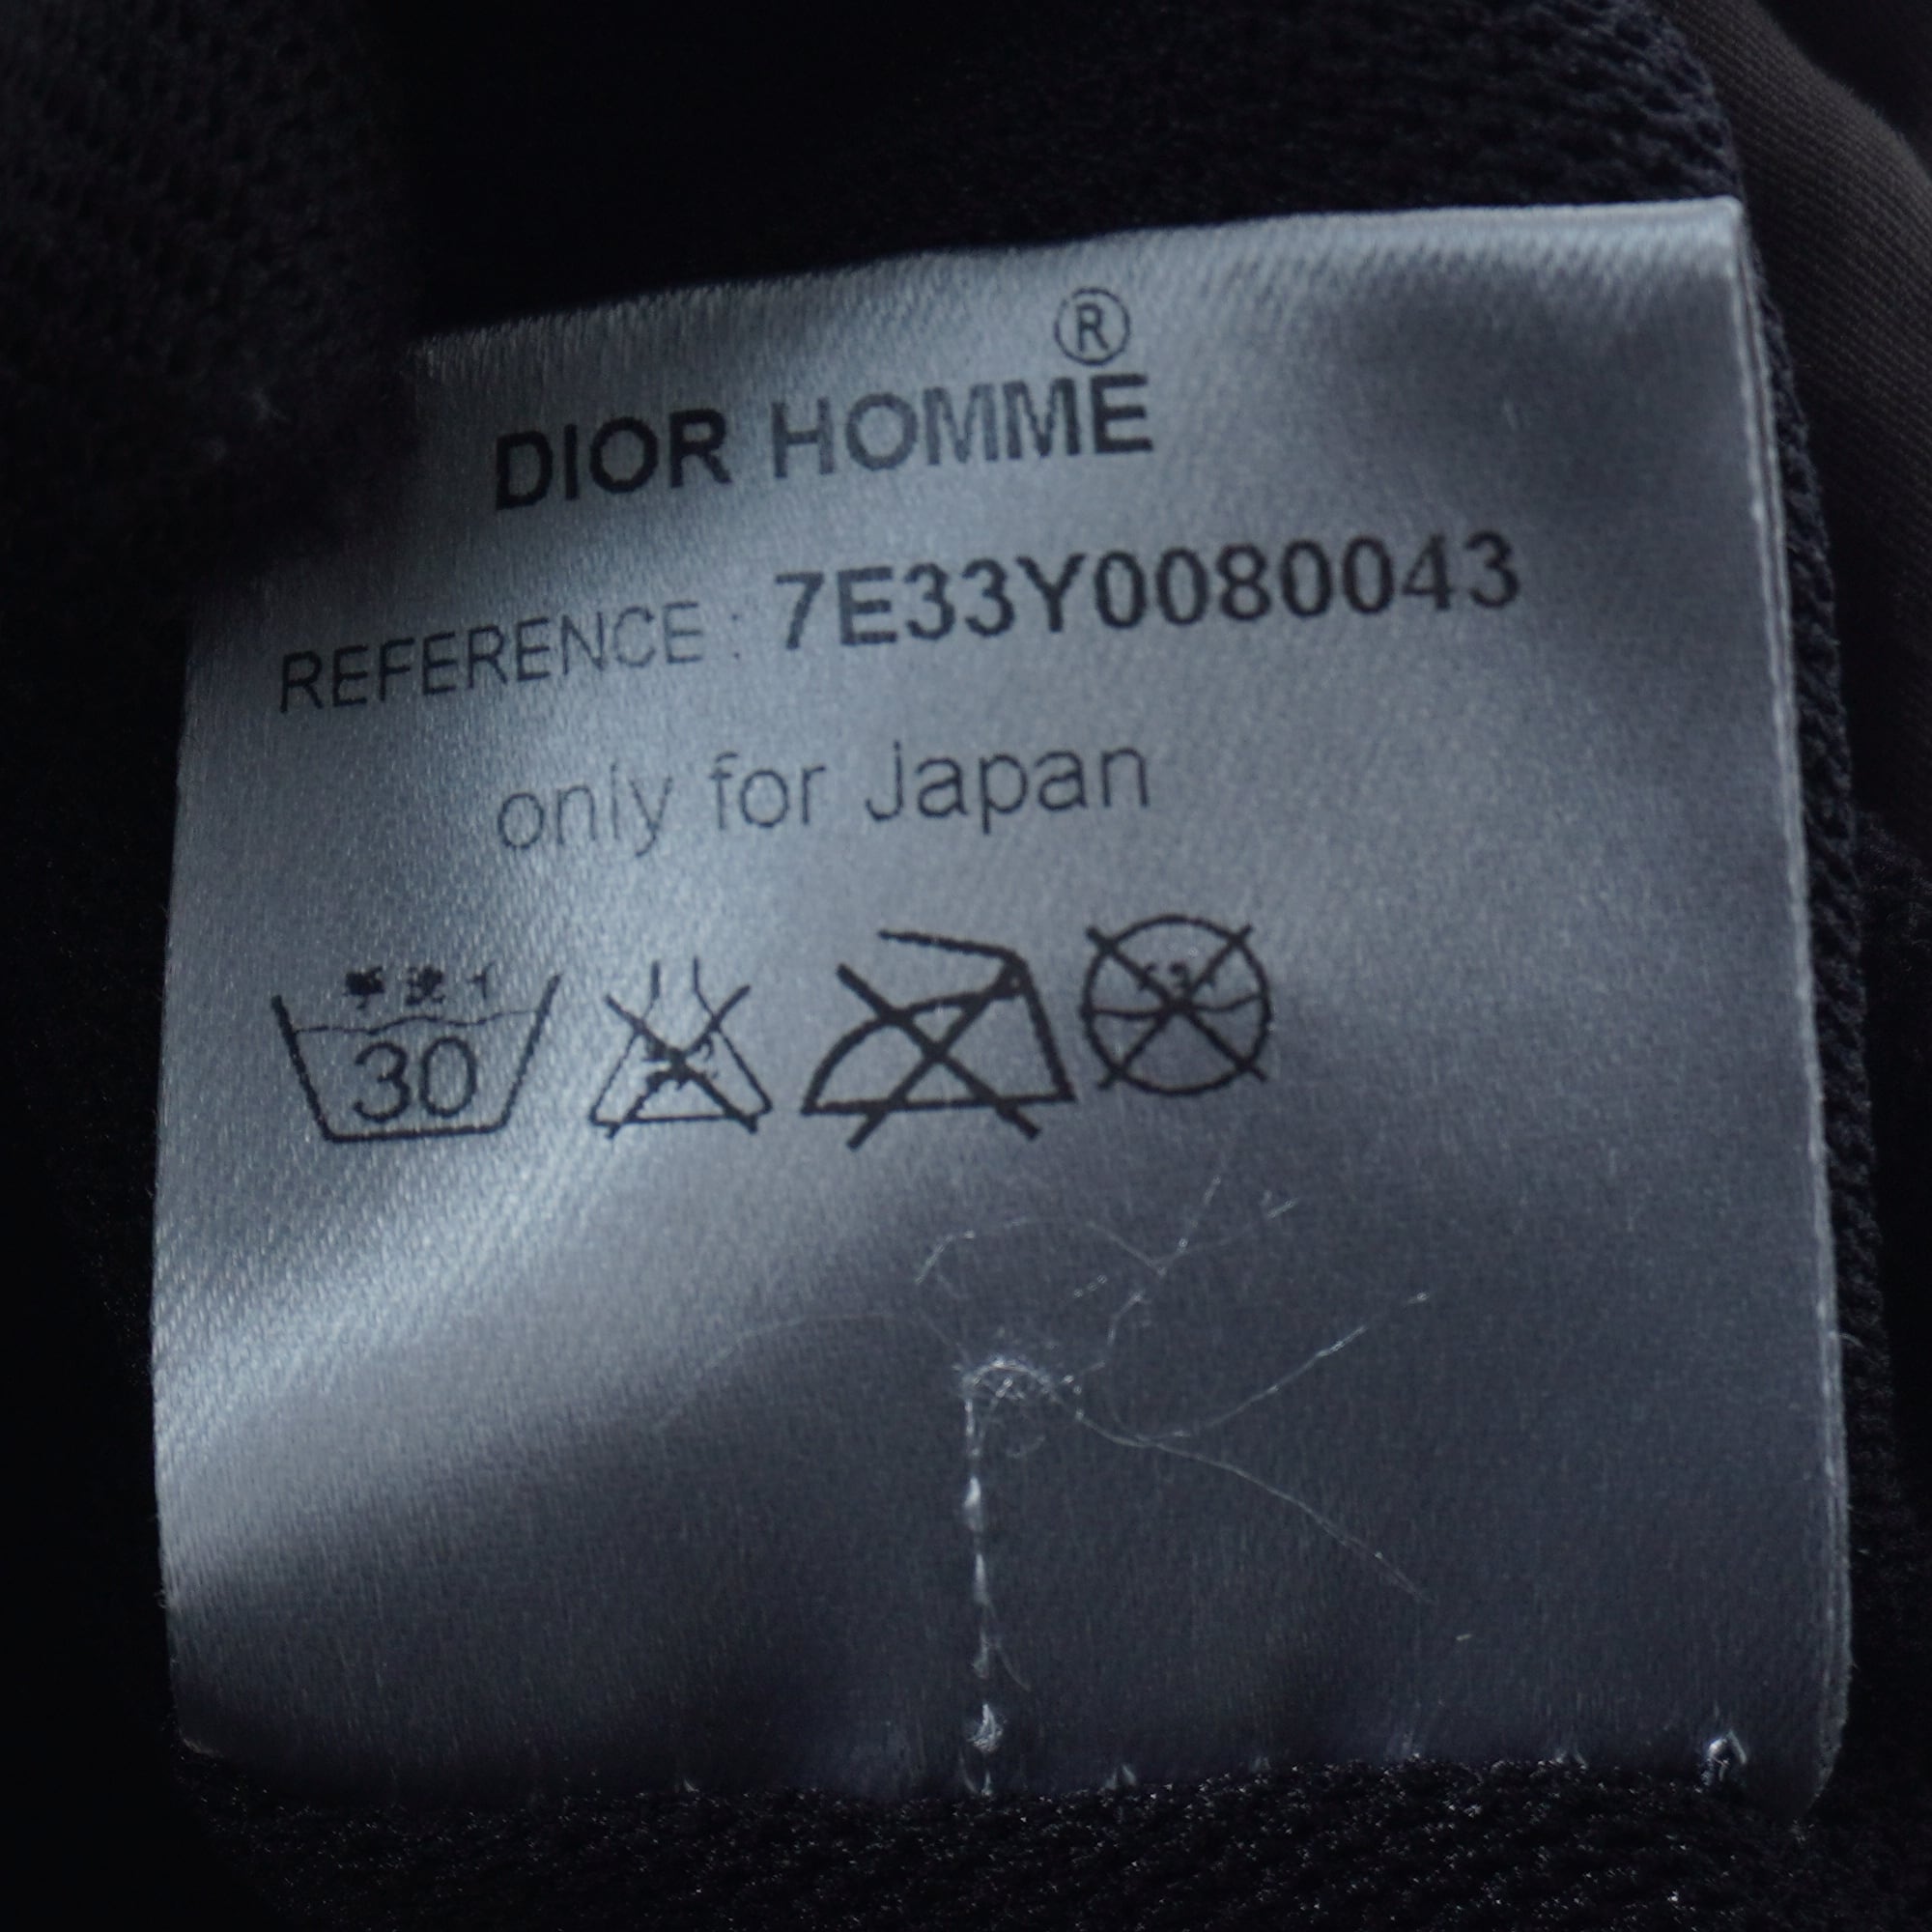 ®
DIOR HOMME
REFERENCE : 7E33Y0080043
only for Japan
30